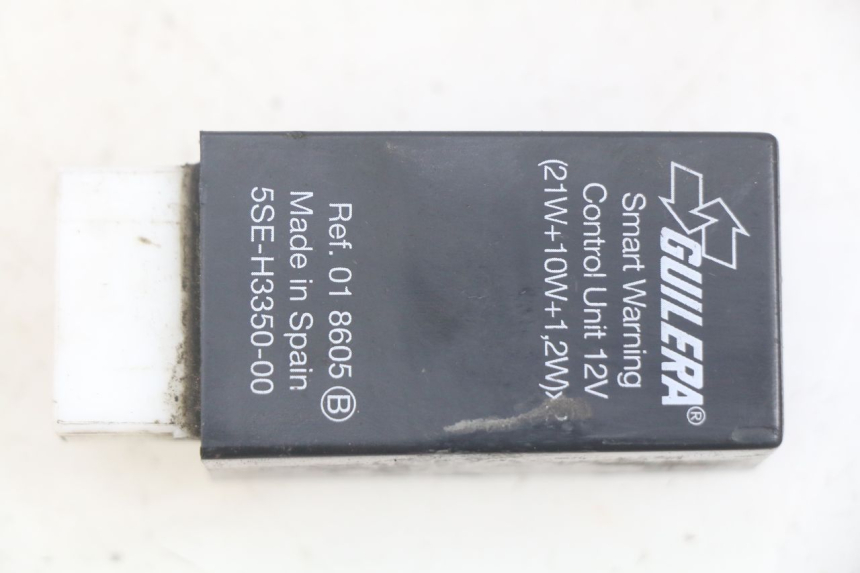 GUILERA®
Smart Warning
Control Unit 12V
(21W+10W+1,2W)
Ref. 01 8605 Ⓑ
Made in Spain
5SE-H3350-00